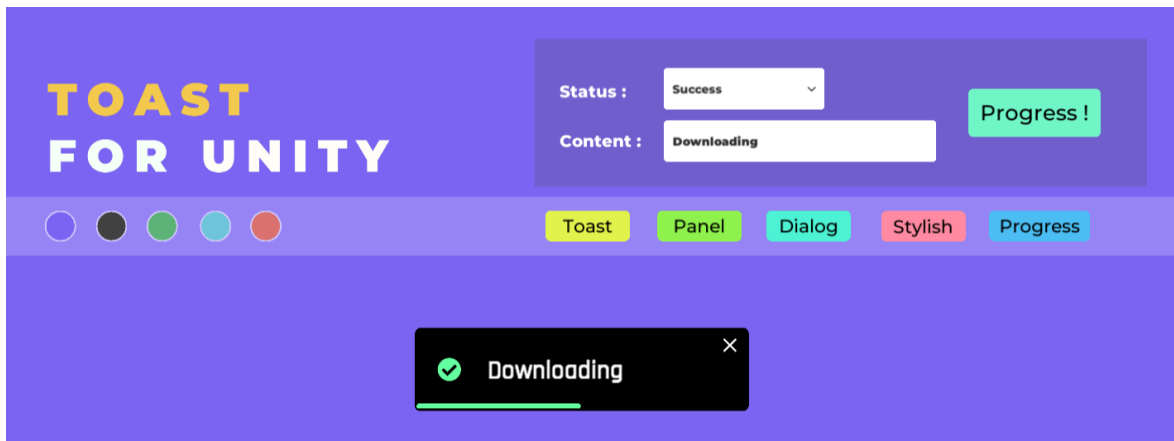 TOAST
FOR UNITY
Status :
Success
Content :
Downloading
Progress !
Toast
Panel
Dialog
Stylish
Progress
Downloading